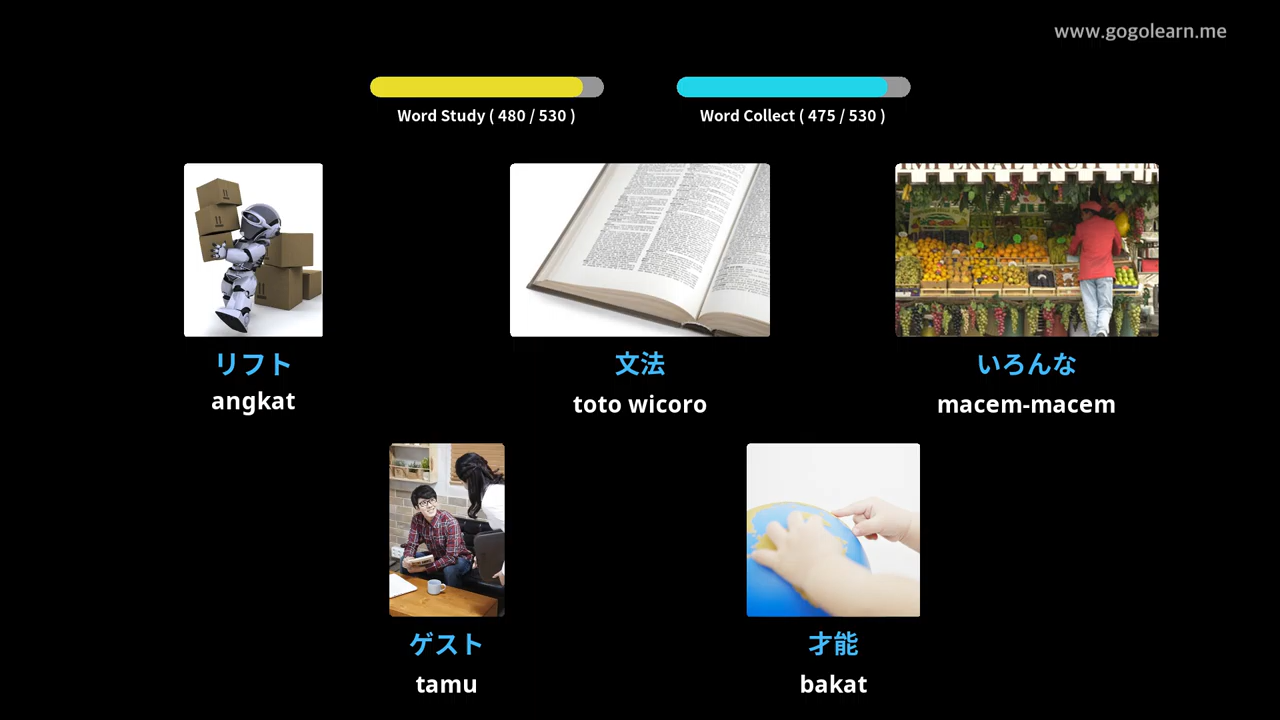 www.gogolearn.me
Word Study ( 480 / 530 )
Word Collect ( 475 / 530 )
リフト
angkat
文法
toto wicoro
いろんな
macem-macem
ゲスト
tamu
才能
bakat